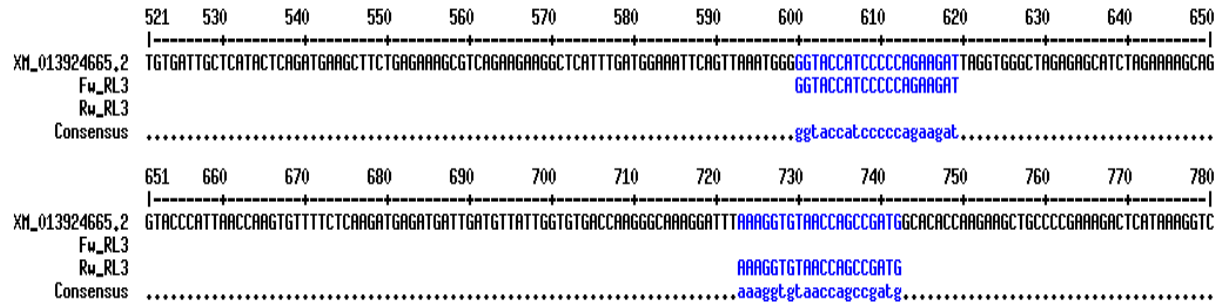 521 530 540 550 560 570 580 590 600 610 620 630 640 650
|--------+---------+---------+---------+---------+---------+---------+---------+---------+---------+---------+---------+---------|
XM_013924665.2 TGTGATTGCTCATACTCAGATGAAGCTTCTGAGAAAGCGTCAGAAGAAGGCTCATTTGATGGAAATTCAGTTAAATGGGGGTACCATCCCCCAGAAGATTAGGTGGGCTAGAGAGCATCTAGAAAAGCAG
Fw_RL3 GGTACCATCCCCCAGAAGAT
Rw_RL3
Consensus ...............................................................................ggtaccatcccccagaagat...............................
651 660 670 680 690 700 710 720 730 740 750 760 770 780
|--------+---------+---------+---------+---------+---------+---------+---------+---------+---------+---------+---------+---------|
XM_013924665.2 GTACCCATTAACCAAGTGTTTTCTCAAGATGAGATGATTGATGTTATTGGTGTGACCAAGGGCAAAGGATTTAAAGGTGTAACCAGCCGATGGCACACCAAGAAGCTGCCCCGAAAGACTCATAAAGGTC
Fw_RL3
Rw_RL3 AAAGGTGTAACCAGCCGATG
Consensus ........................................................................aaaggtgtaaccagccgatg......................................